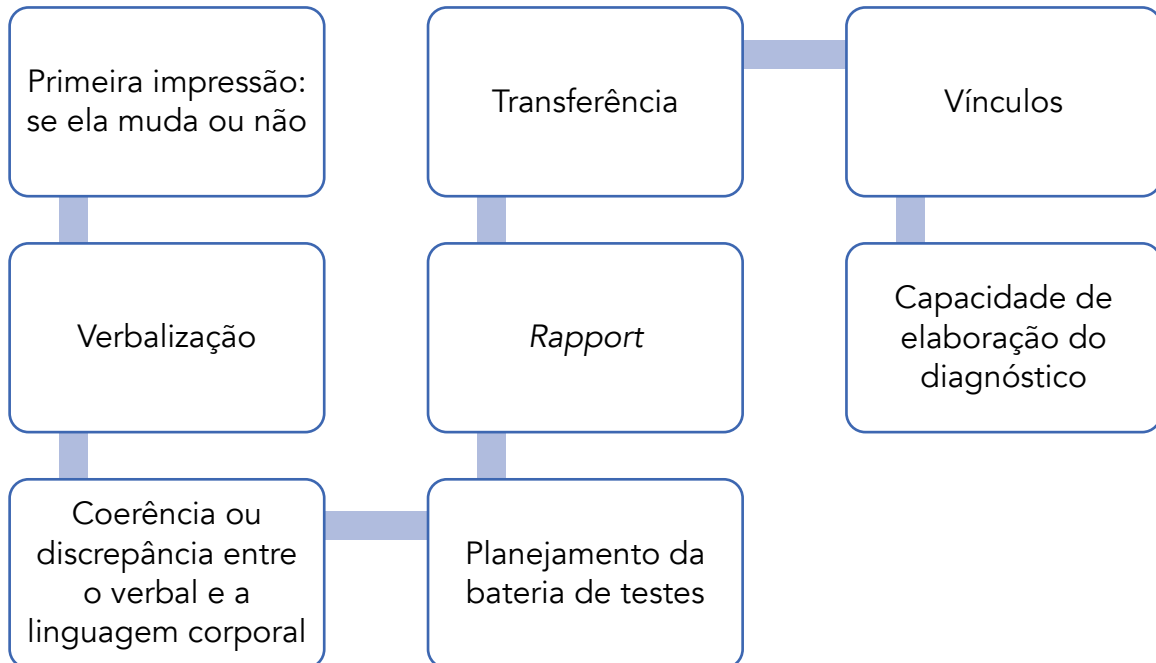 Primeira impressão:
se ela muda ou não
Verbalização
Coerência ou
discrepância entre
o verbal e a
linguagem corporal
Planejamento da
bateria de testes
Rapport
Transferência
Vínculos
Capacidade de
elaboração do
diagnóstico